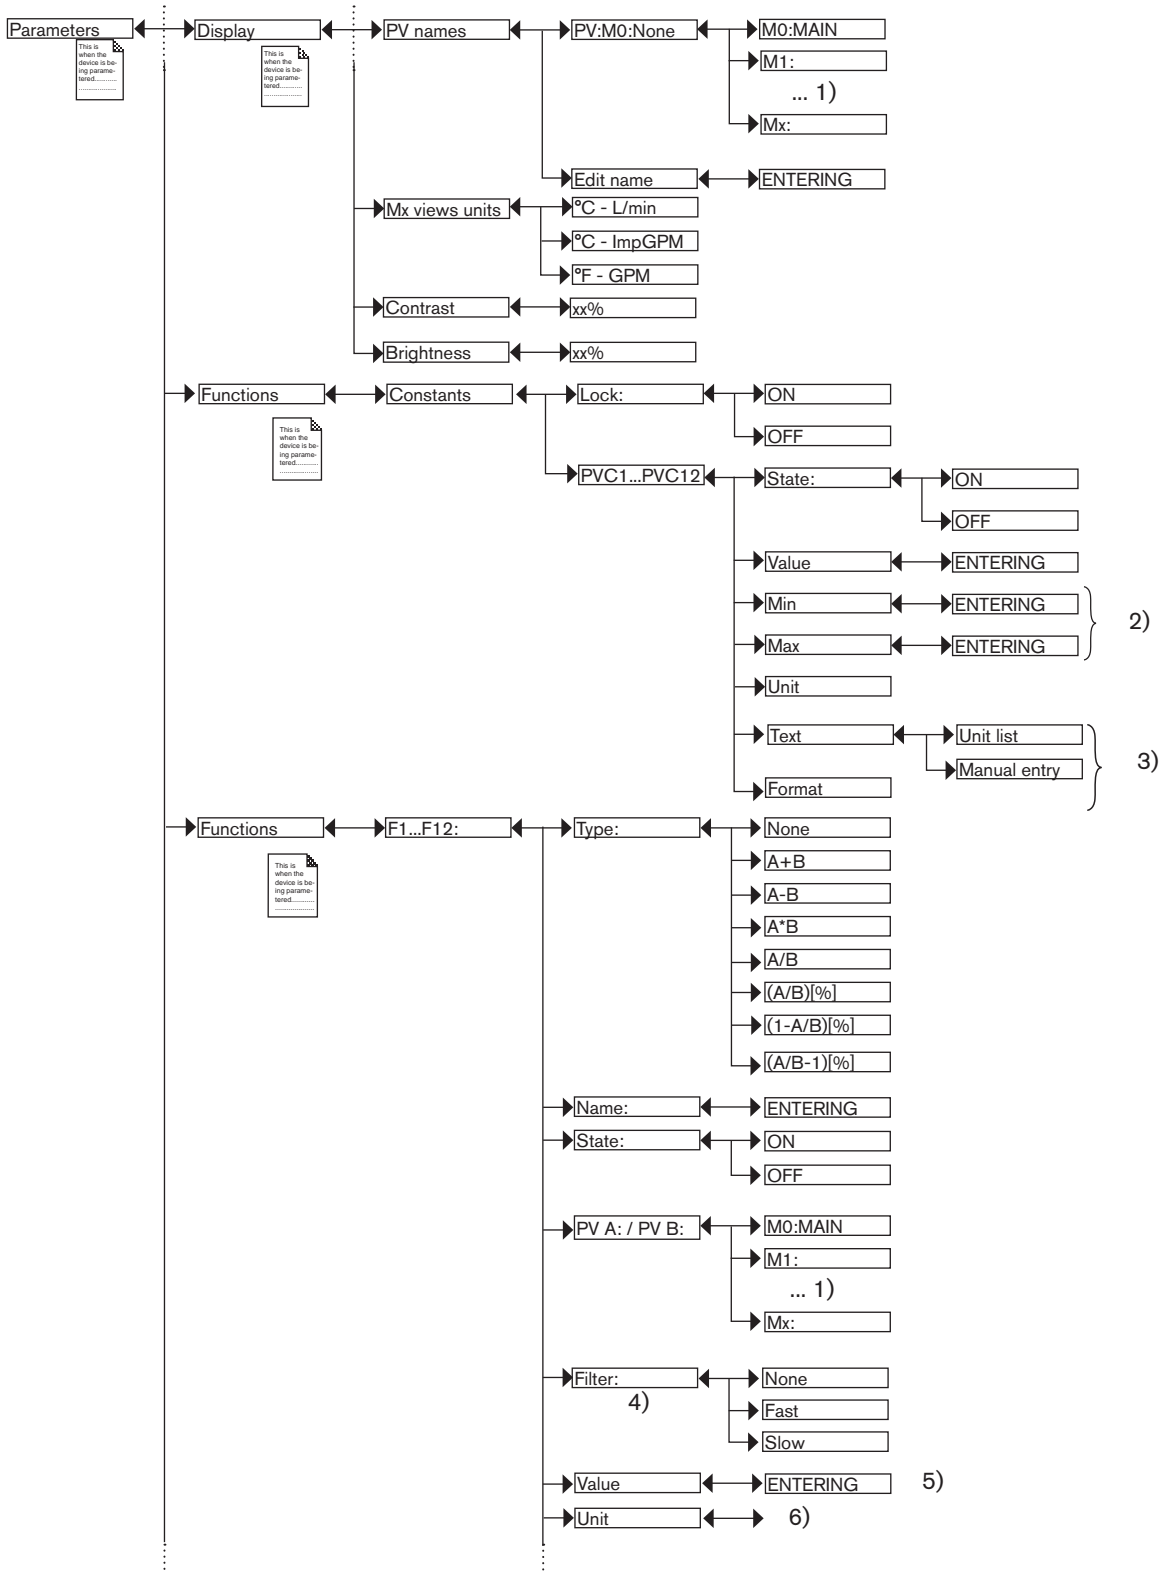 Parameters
Display
PV names
PV:M0:None
M0:MAIN
This is
when the
device is be-
ing parame-
tered............
....................
This is
when the
device is be-
ing parame-
tered............
....................
M1:
... 1)
Mx:
Edit name
ENTERING
Mx views units
°C - L/min
°C - ImpGPM
°F - GPM
Contrast
xx%
Brightness
xx%
Functions
Constants
Lock:
ON
OFF
This is
when the
device is be-
ing parame-
tered............
....................
PVC1...PVC12
State:
ON
OFF
Value
ENTERING
Min
ENTERING
2)
Max
ENTERING
Unit
Text
Unit list
3)
Manual entry
Format
Functions
F1...F12:
Type:
None
This is
when the
device is be-
ing parame-
tered............
....................
A+B
A-B
A*B
A/B
(A/B)[%]
(1-A/B)[%]
(A/B-1)[%]
Name:
ENTERING
State:
ON
OFF
PV A: / PV B:
M0:MAIN
M1:
... 1)
Mx:
Filter:
None
4)
Fast
Slow
Value
ENTERING
5)
Unit
6)